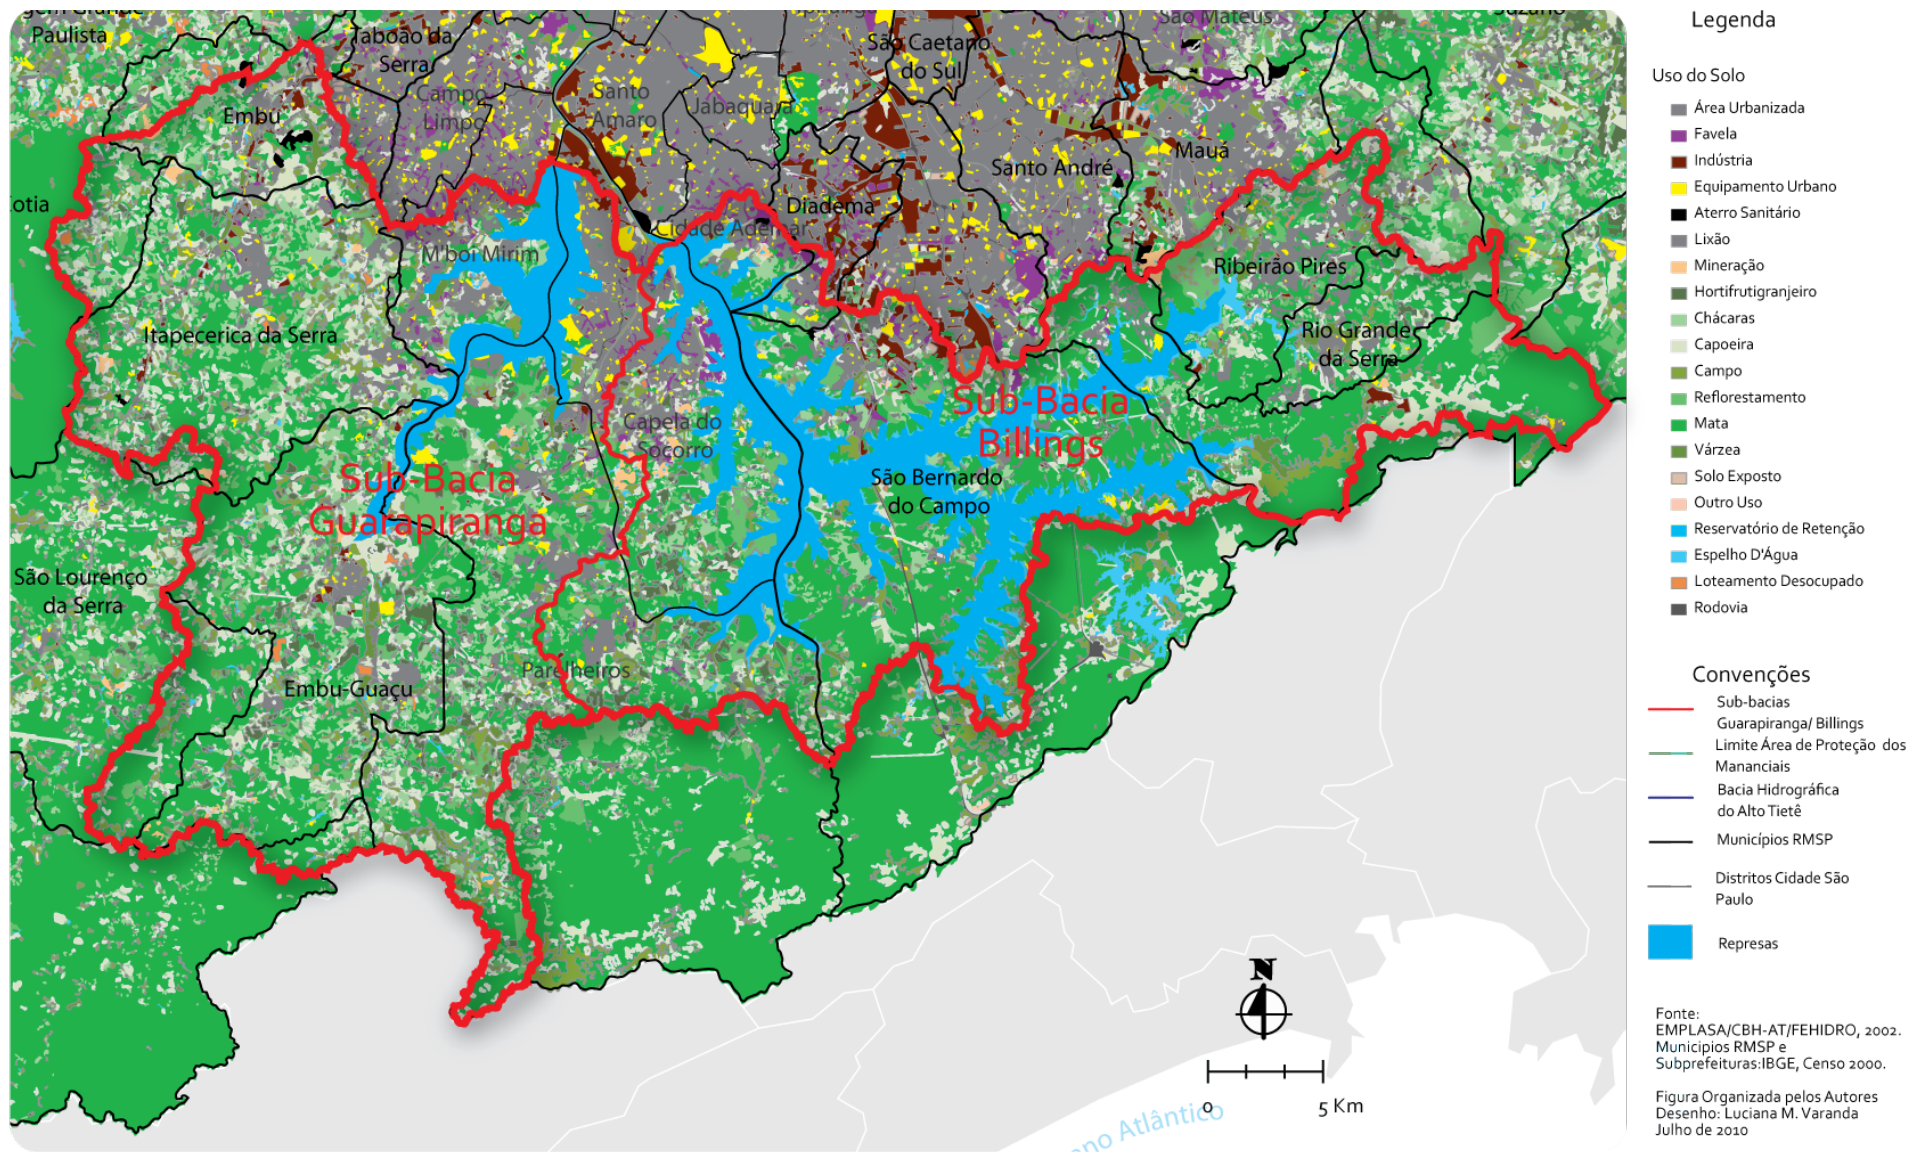 Paulista
Taboão da
Serra
São Mateus
São Caetano
do Sul
Campo
Limpo
Santo
Amaro
Jabaquara
Embu
Santo André
Mauá
Diadema
Cidade Ademar
M'boi Mirim
Ribeirão Pires
Itapecerica da Serra
Rio Grande
da Serra
Sub-Bacia
Billings
Capela do
Socorro
Sub-Bacia
Guarapiranga
São Bernardo
do Campo
São Lourenço
da Serra
Parelheiros
Embu-Guaçu
N
0 5 Km
ano Atlântico
Legenda
Uso do Solo
Área Urbanizada
Favela
Indústria
Equipamento Urbano
Aterro Sanitário
Lixão
Mineração
Hortifrutigranjeiro
Chácaras
Capoeira
Campo
Reflorestamento
Mata
Várzea
Solo Exposto
Outro Uso
Reservatório de Retenção
Espelho D'Água
Loteamento Desocupado
Rodovia
Convenções
Sub-bacias
Guarapiranga/ Billings
Limite Área de Proteção dos
Mananciais
Bacia Hidrográfica
do Alto Tietê
Municípios RMSP
Distritos Cidade São
Paulo
Represas
Fonte:
EMPLASA/CBH-AT/FEHIDRO, 2002.
Municipios RMSP e
Subprefeituras:IBGE, Censo 2000.
Figura Organizada pelos Autores
Desenho: Luciana M. Varanda
Julho de 2010